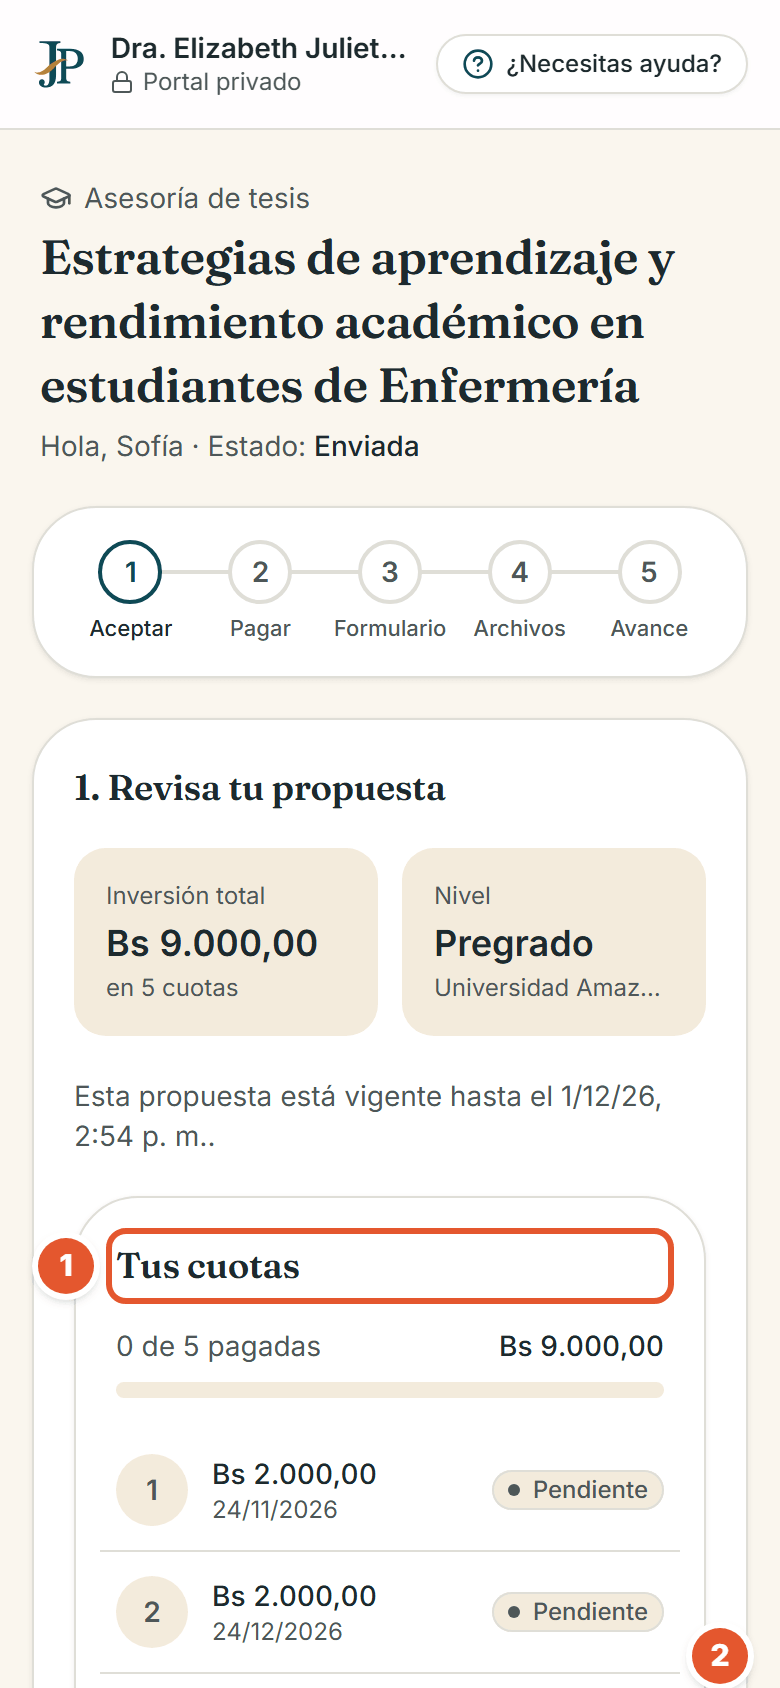 JP
Dra. Elizabeth Juliet...
Portal privado
¿Necesitas ayuda?
Asesoría de tesis
Estrategias de aprendizaje y
rendimiento académico en
estudiantes de Enfermería
Hola, Sofía · Estado: Enviada
1 2 3 4 5
Aceptar Pagar Formulario Archivos Avance
1. Revisa tu propuesta
Inversión total
Bs 9.000,00
en 5 cuotas
Nivel
Pregrado
Universidad Amaz...
Esta propuesta está vigente hasta el 1/12/26,
2:54 p. m..
1
Tus cuotas
0 de 5 pagadas Bs 9.000,00
1 Bs 2.000,00 Pendiente
24/11/2026
2 Bs 2.000,00 Pendiente
24/12/2026
2